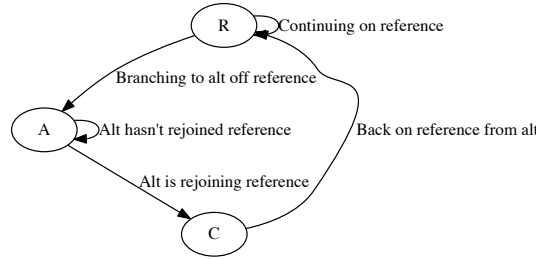 R
Continuing on reference
Branching to alt off reference
A
Alt hasn't rejoined reference
Back on reference from alt
Alt is rejoining reference
C